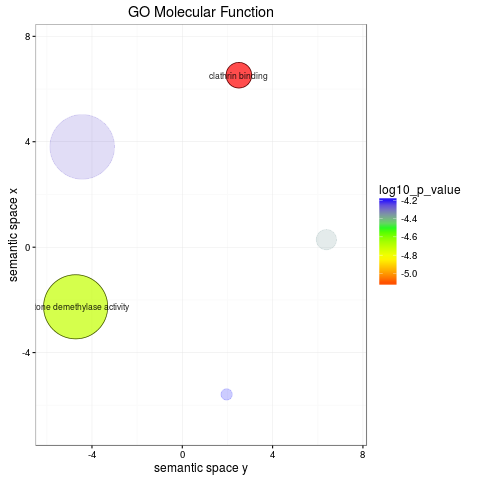 GO Molecular Function
8
4
0
-4
semantic space x
clathrin binding
one demethylase activity
-4
0
4
8
semantic space y
log10_p_value
-4.2
-4.4
-4.6
-4.8
-5.0